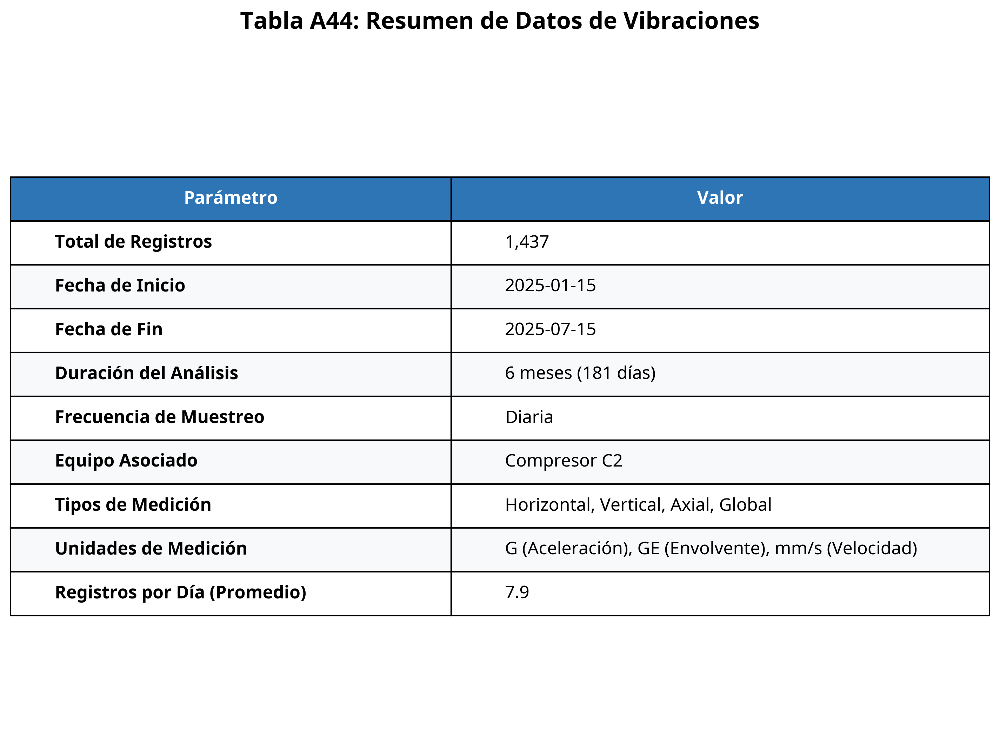 Tabla A44: Resumen de Datos de Vibraciones
Parámetro Valor
Total de Registros 1,437
Fecha de Inicio 2025-01-15
Fecha de Fin 2025-07-15
Duración del Análisis 6 meses (181 días)
Frecuencia de Muestreo Diaria
Equipo Asociado Compresor C2
Tipos de Medición Horizontal, Vertical, Axial, Global
Unidades de Medición G (Aceleración), GE (Envolvente), mm/s (Velocidad)
Registros por Día (Promedio) 7.9